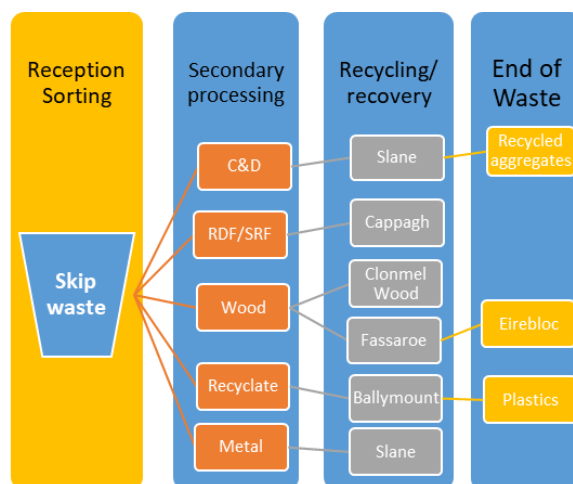 Reception
Sorting
Secondary
processing
Recycling/
recovery
End of
Waste
Skip
waste
C&D
RDF/SRF
Wood
Recyclate
Metal
Slane
Cappagh
Clonmel
Wood
Fassaroe
Ballymount
Slane
Recycled
aggregates
Eirebloc
Plastics